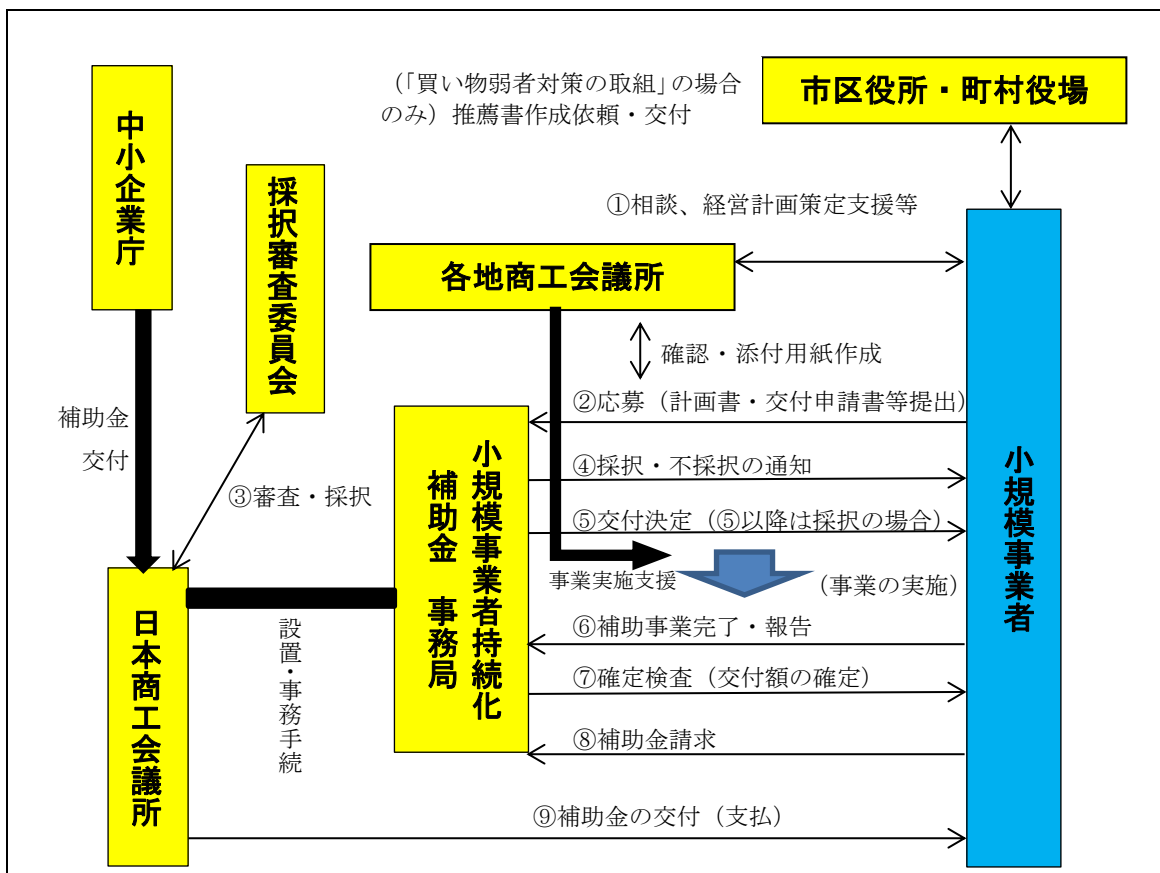 （「買い物弱者対策の取組」の場合
のみ）推薦書作成依頼・交付
市区役所・町村役場
中小企業庁
採択審査委員会
①相談、経営計画策定支援等
各地商工会議所
確認・添付用紙作成
②応募（計画書・交付申請書等提出）
補助金
交付
③審査・採択
小規模事業者持続化
補助金　事務局
④採択・不採択の通知
⑤交付決定（⑤以降は採択の場合）
事業実施支援
（事業の実施）
小規模事業者
⑥補助事業完了・報告
⑦確定検査（交付額の確定）
⑧補助金請求
日本商工会議所
設置・事務手続
⑨補助金の交付（支払）